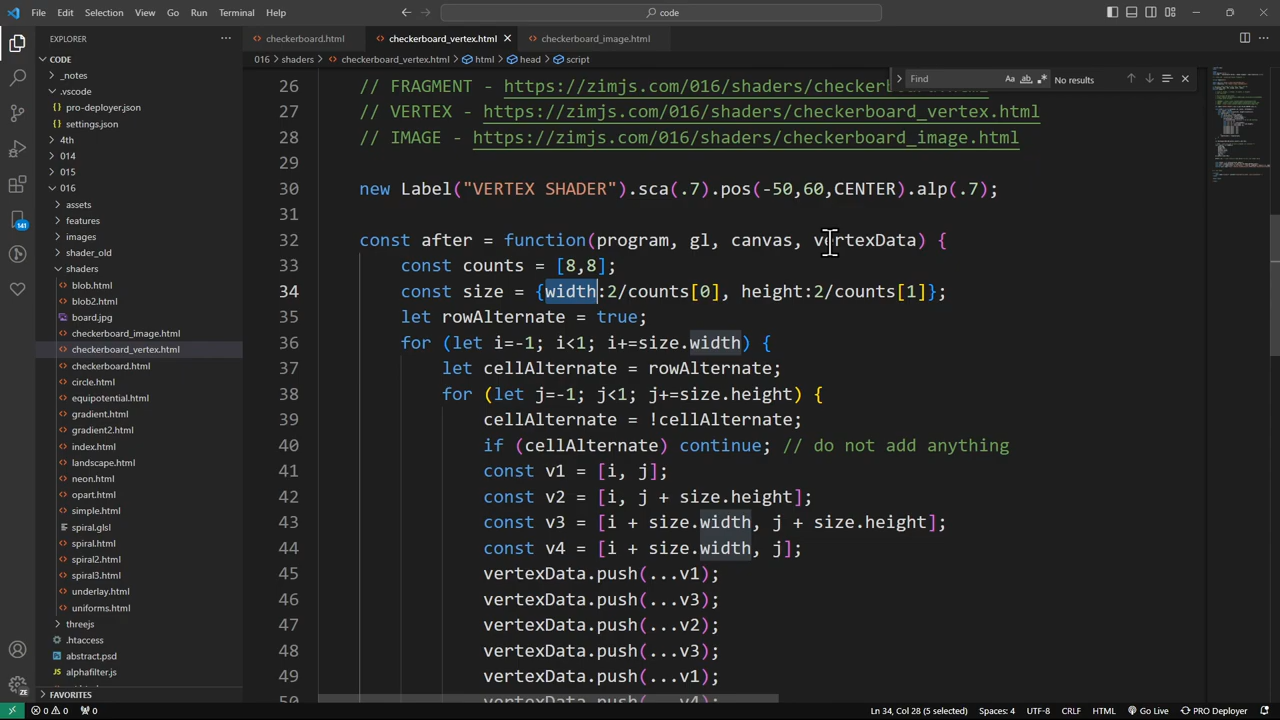 File Edit Selection View Go Run Terminal Help
code
EXPLORER
CODE
_notes
.vscode
pro-deployer.json
settings.json
4th
014
015
016
assets
features
images
shader_old
shaders
blob.html
blob2.html
board.jpg
checkerboard_image.html
checkerboard_vertex.html
checkerboard.html
circle.html
equipotential.html
gradient.html
gradient2.html
index.html
landscape.html
neon.html
opart.html
simple.html
spiral.glsl
spiral.html
spiral2.html
spiral3.html
underlay.html
uniforms.html
threejs
.htaccess
abstract.psd
alphafilter.js
FAVORITES
141
ZE
checkerboard.html checkerboard_vertex.html checkerboard_image.html
016 > shaders > checkerboard_vertex.html > html > head > script
Find Aa ab No results
26 // FRAGMENT - https://zimjs.com/016/shaders/checker
27 // VERTEX - https://zimjs.com/016/shaders/checkerboard_vertex.html
28 // IMAGE - https://zimjs.com/016/shaders/checkerboard_image.html
29
30 new Label("VERTEX SHADER").sca(.7).pos(-50,60,CENTER).alp(.7);
31
32 const after = function(program, gl, canvas, vertexData) {
33 const counts = [8,8];
34 const size = {width:2/counts[0], height:2/counts[1]};
35 let rowAlternate = true;
36 for (let i=-1; i<1; i+=size.width) {
37 let cellAlternate = rowAlternate;
38 for (let j=-1; j<1; j+=size.height) {
39 cellAlternate = !cellAlternate;
40 if (cellAlternate) continue; // do not add anything
41 const v1 = [i, j];
42 const v2 = [i, j + size.height];
43 const v3 = [i + size.width, j + size.height];
44 const v4 = [i + size.width, j];
45 vertexData.push(...v1);
46 vertexData.push(...v3);
47 vertexData.push(...v2);
48 vertexData.push(...v3);
49 vertexData.push(...v1);
50 vertexData.push(...v4);
0 0 0 Ln 34, Col 28 (5 selected) Spaces: 4 UTF-8 CRLF HTML Go Live PRO Deployer